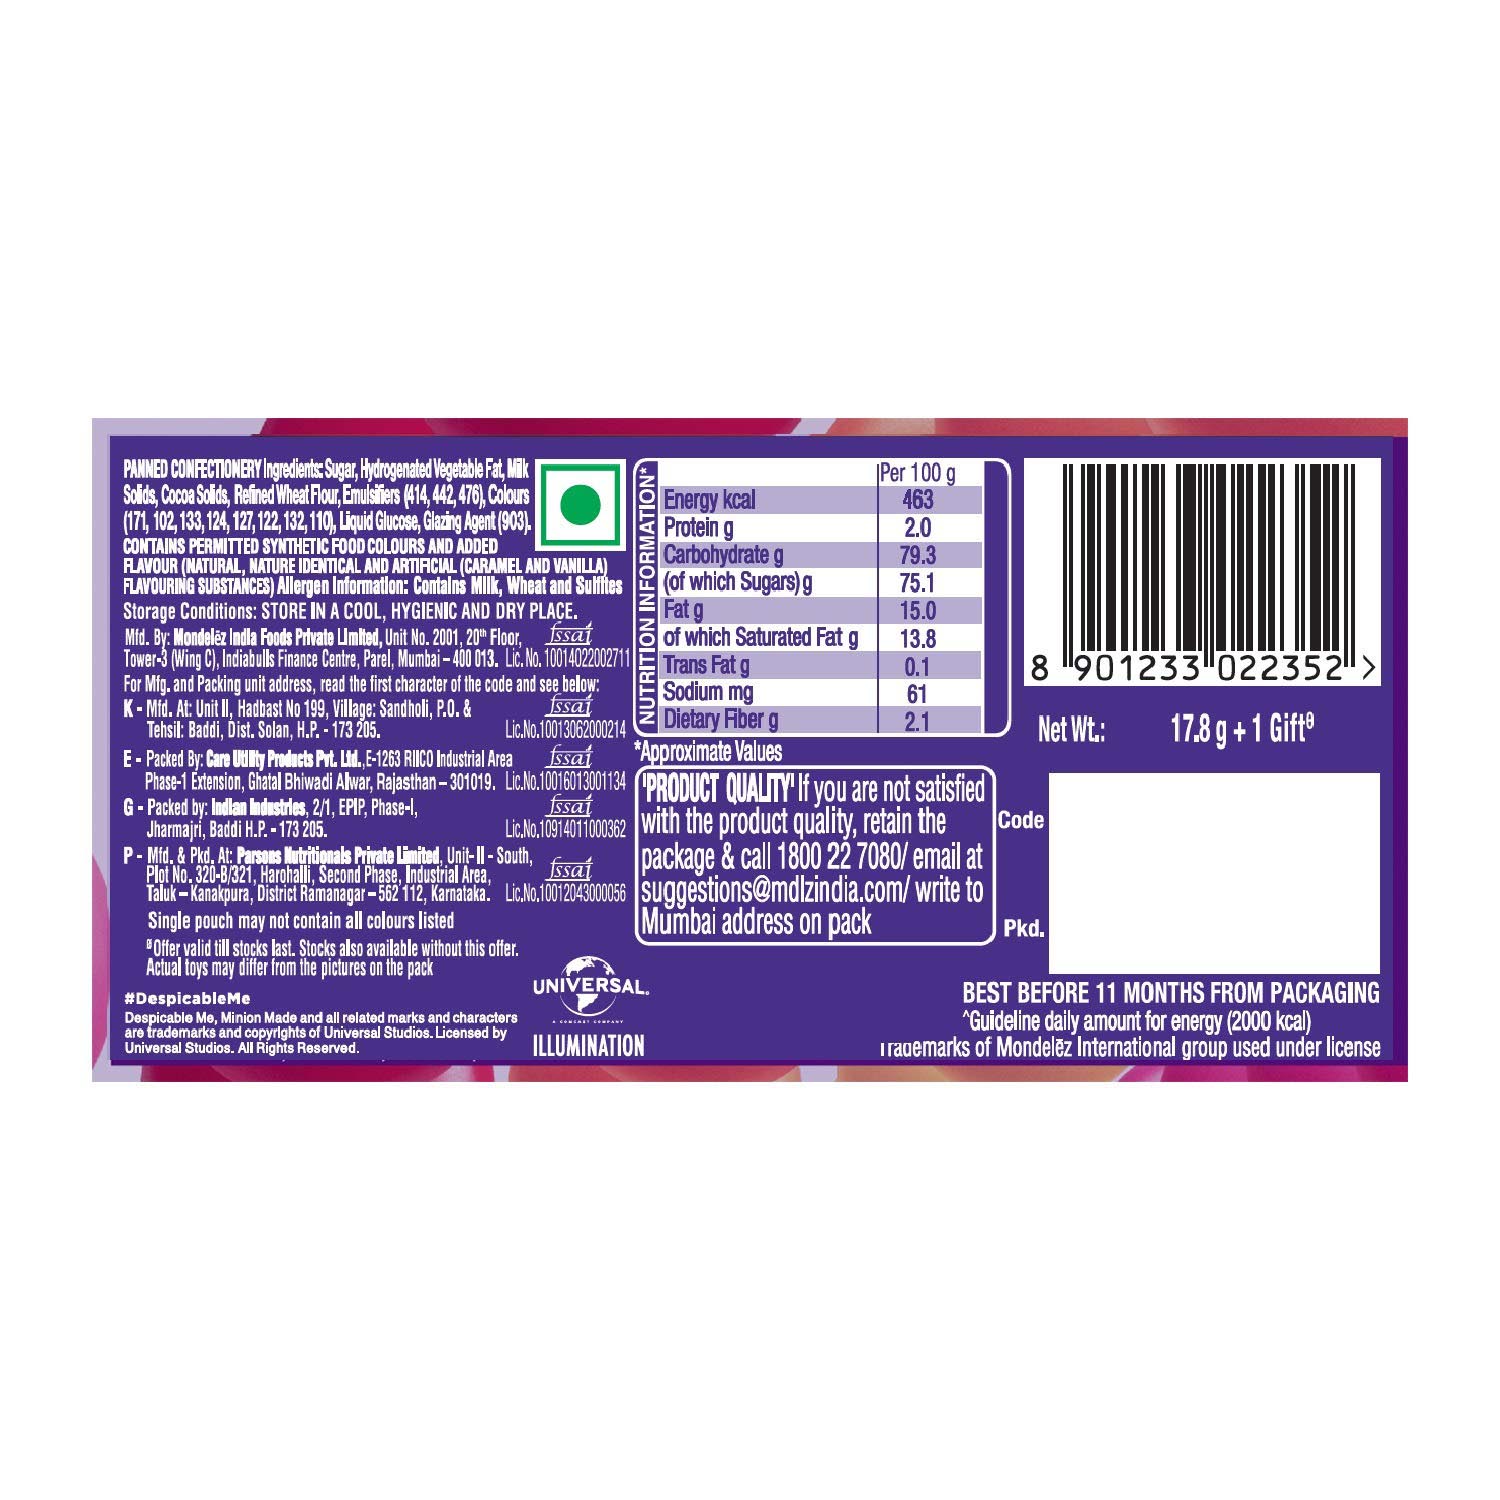 PANNED CONFECTIONERY Ingredients: Sugar, Hydrogenated Vegetable Fat, Milk
Solids, Cocoa Solids, Refined Wheat Flour, Emulsifiers (414, 442, 476), Colours
(171, 102, 133, 124, 127, 122, 132, 110), Liquid Glucose, Glazing Agent (903).
CONTAINS PERMITTED SYNTHETIC FOOD COLOURS AND ADDED
FLAVOUR (NATURAL, NATURE IDENTICAL AND ARTIFICIAL (CARAMEL AND VANILLA)
FLAVOURING SUBSTANCES) Allergen Information: Contains Milk, Wheat and Sulfites
Storage Conditions: STORE IN A COOL, HYGIENIC AND DRY PLACE.
Mfd. By: Mondelēz India Foods Private Limited, Unit No. 2001, 20th Floor, fssai
Tower-3 (Wing C), Indiabulls Finance Centre, Parel, Mumbai – 400 013. Lic. No. 10014022002711
For Mfg. and Packing unit address, read the first character of the code and see below:
K - Mfd. At: Unit II, Hadbast No 199, Village: Sandholi, P.O. & fssai
Tehsil: Baddi, Dist. Solan, H.P. - 173 205. Lic.No.10013062000214
E - Packed By: Care Utility Products Pvt. Ltd., E-1263 RIICO Industrial Area fssai
Phase-1 Extension, Ghatal Bhiwadi Alwar, Rajasthan – 301019. Lic.No.10016013001134
G - Packed by: Indian Industries, 2/1, EPIP, Phase-I, fssai
Jharmajri, Baddi H.P. - 173 205. Lic.No.10914011000362
P - Mfd. & Pkd. At: Parsons Nutritionals Private Limited, Unit- II - South,
Plot No. 320-B/321, Harohalli, Second Phase, Industrial Area, fssai
Taluk – Kanakpura, District Ramanagar – 562 112, Karnataka. Lic.No.10012043000056
Single pouch may not contain all colours listed
θOffer valid till stocks last. Stocks also available without this offer.
Actual toys may differ from the pictures on the pack
#DespicableMe
Despicable Me, Minion Made and all related marks and characters
are trademarks and copyrights of Universal Studios. Licensed by
Universal Studios. All Rights Reserved.
UNIVERSAL
A COMCAST COMPANY
ILLUMINATION
NUTRITION INFORMATION*
Per 100 g
Energy kcal 463
Protein g 2.0
Carbohydrate g 79.3
(of which Sugars) g 75.1
Fat g 15.0
of which Saturated Fat g 13.8
Trans Fat g 0.1
Sodium mg 61
Dietary Fiber g 2.1
*Approximate Values
'PRODUCT QUALITY' If you are not satisfied
with the product quality, retain the
package & call 1800 22 7080/ email at
suggestions@mdlzindia.com/ write to
Mumbai address on pack
8 901233 022352 >
Net Wt.: 17.8 g + 1 Giftθ
Code
Pkd.
BEST BEFORE 11 MONTHS FROM PACKAGING
^Guideline daily amount for energy (2000 kcal)
Trademarks of Mondelēz International group used under license